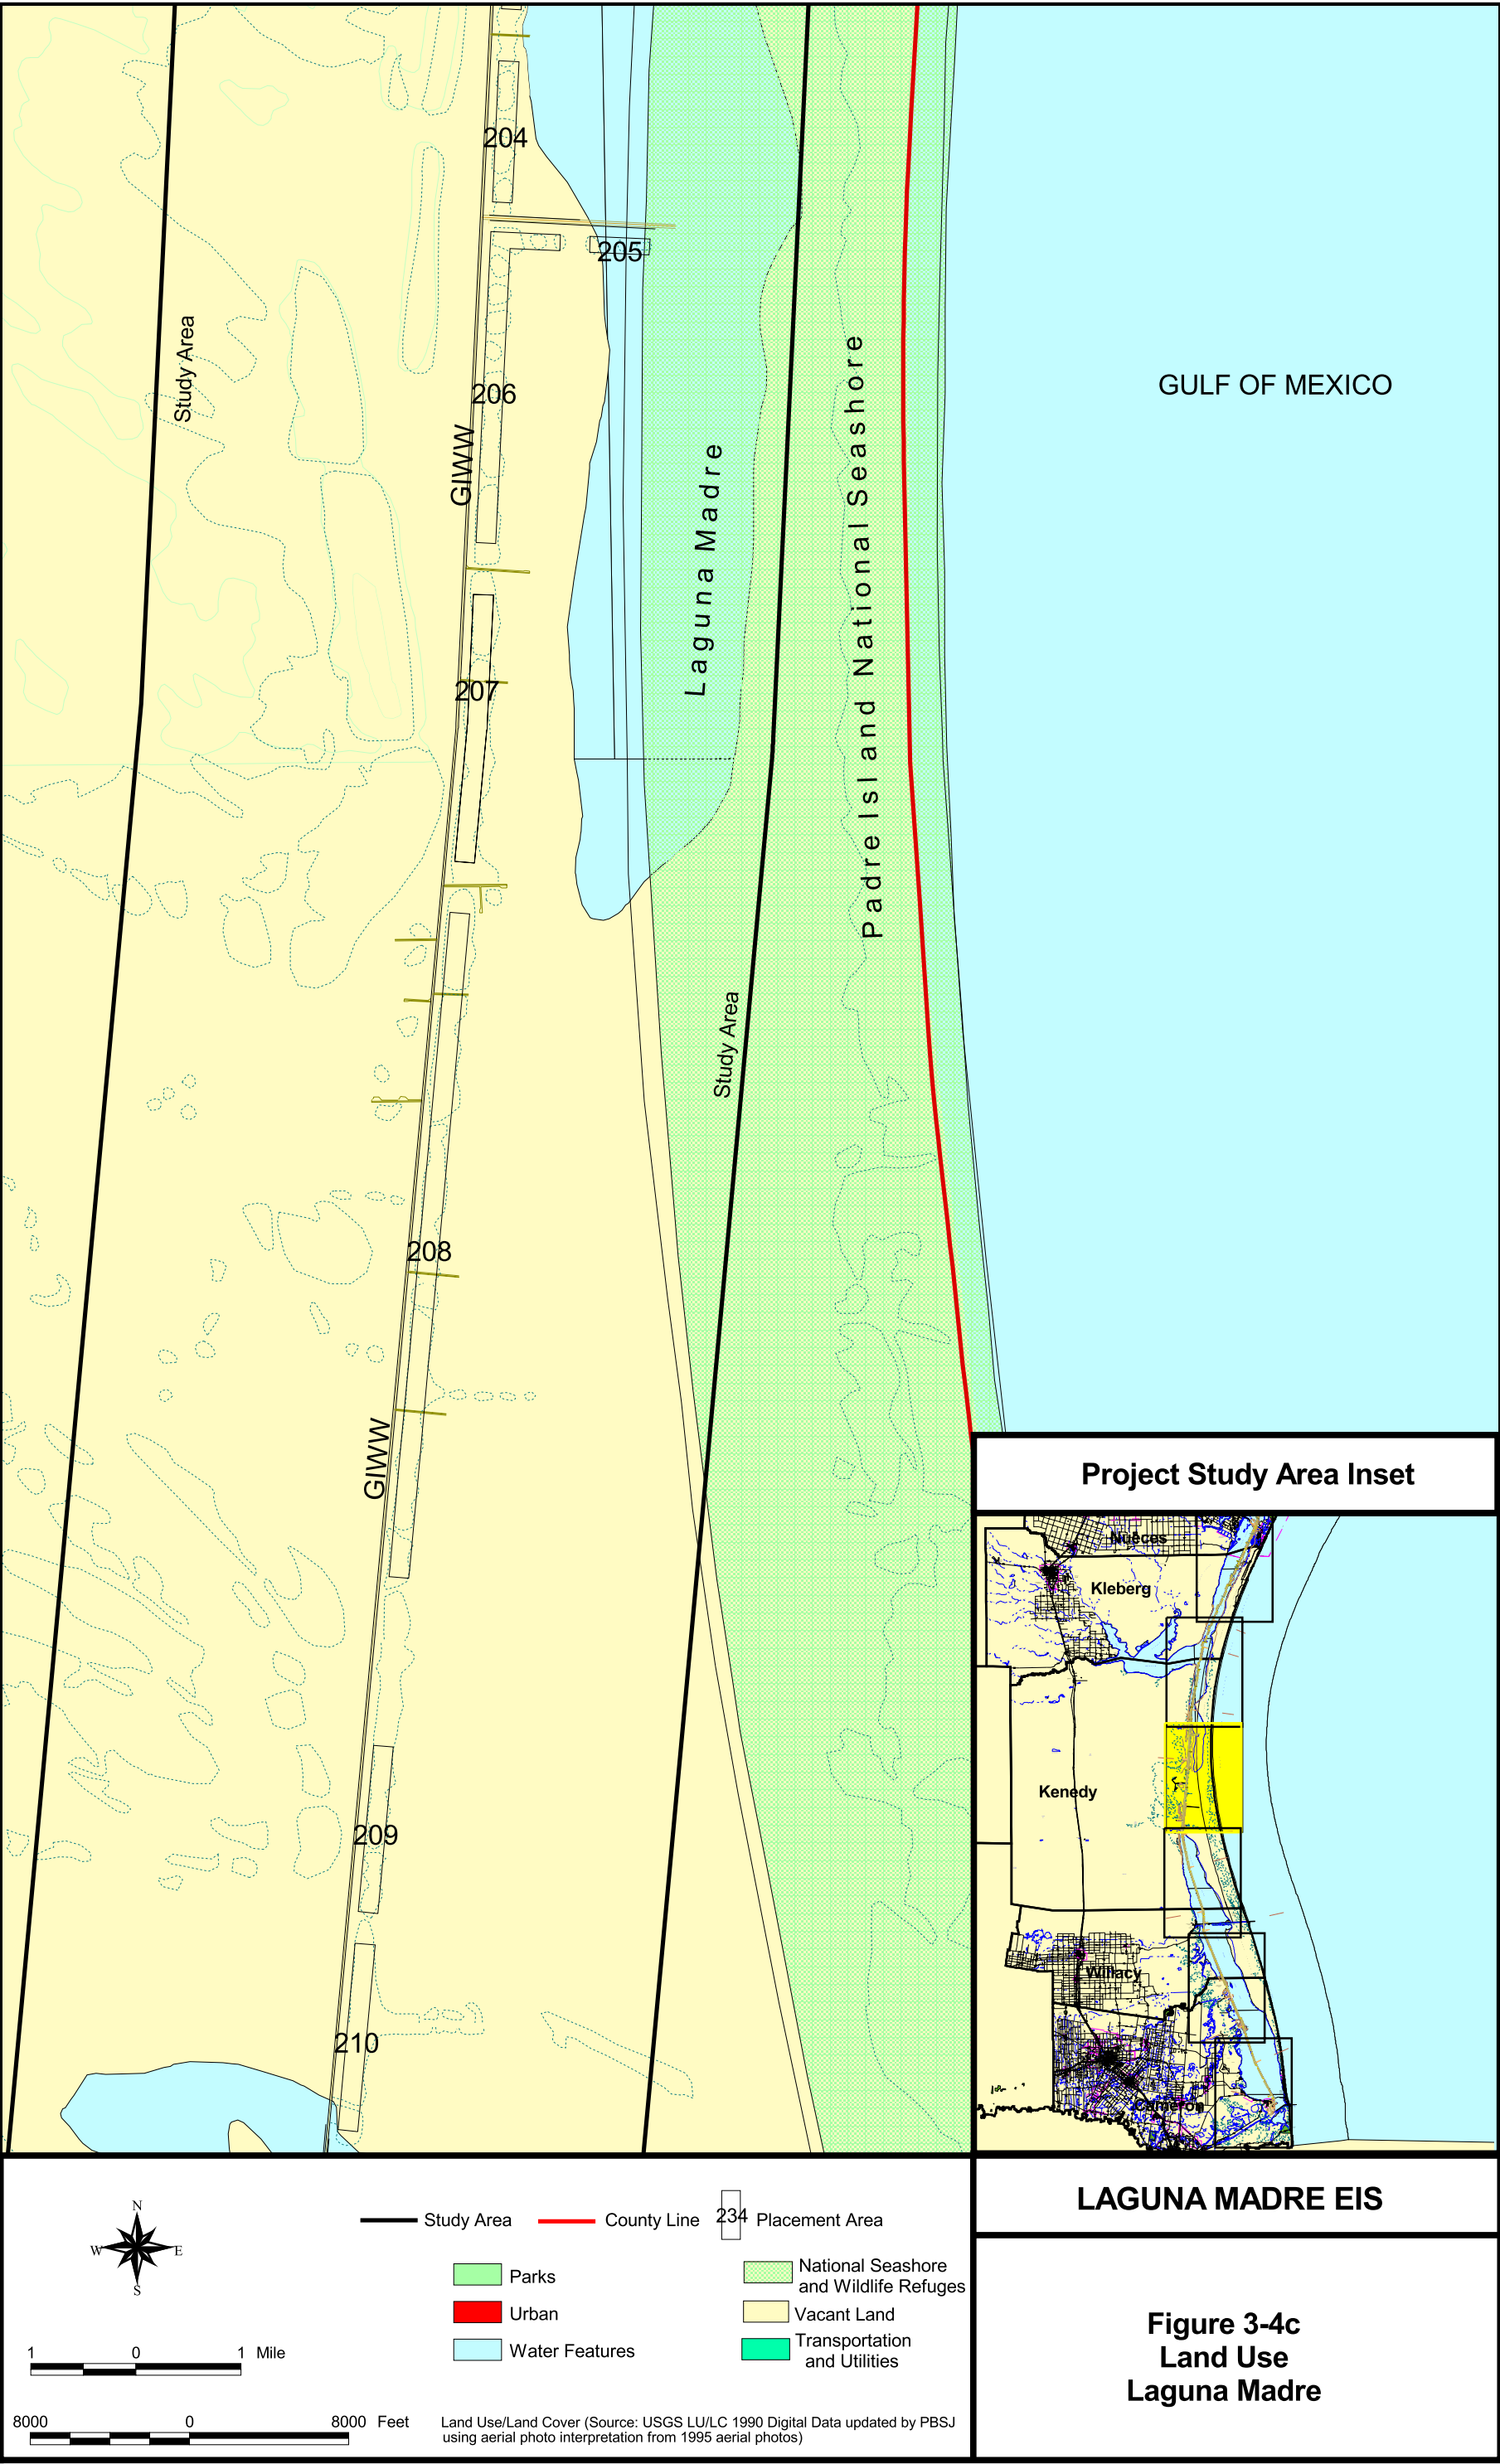 204
205
Study Area
206
GIWW
GULF OF MEXICO
Laguna Madre
Padre Island National Seashore
207
Study Area
208
GIWW
209
210
Project Study Area Inset
Nueces
Kleberg
Kenedy
Willacy
Cameron
N
W E
S
Study Area
County Line
234 Placement Area
Parks
National Seashore
and Wildlife Refuges
Urban
Vacant Land
Water Features
Transportation
and Utilities
1 0 1 Mile
8000 0 8000 Feet
Land Use/Land Cover (Source: USGS LU/LC 1990 Digital Data updated by PBSJ
using aerial photo interpretation from 1995 aerial photos)
LAGUNA MADRE EIS
Figure 3-4c
Land Use
Laguna Madre